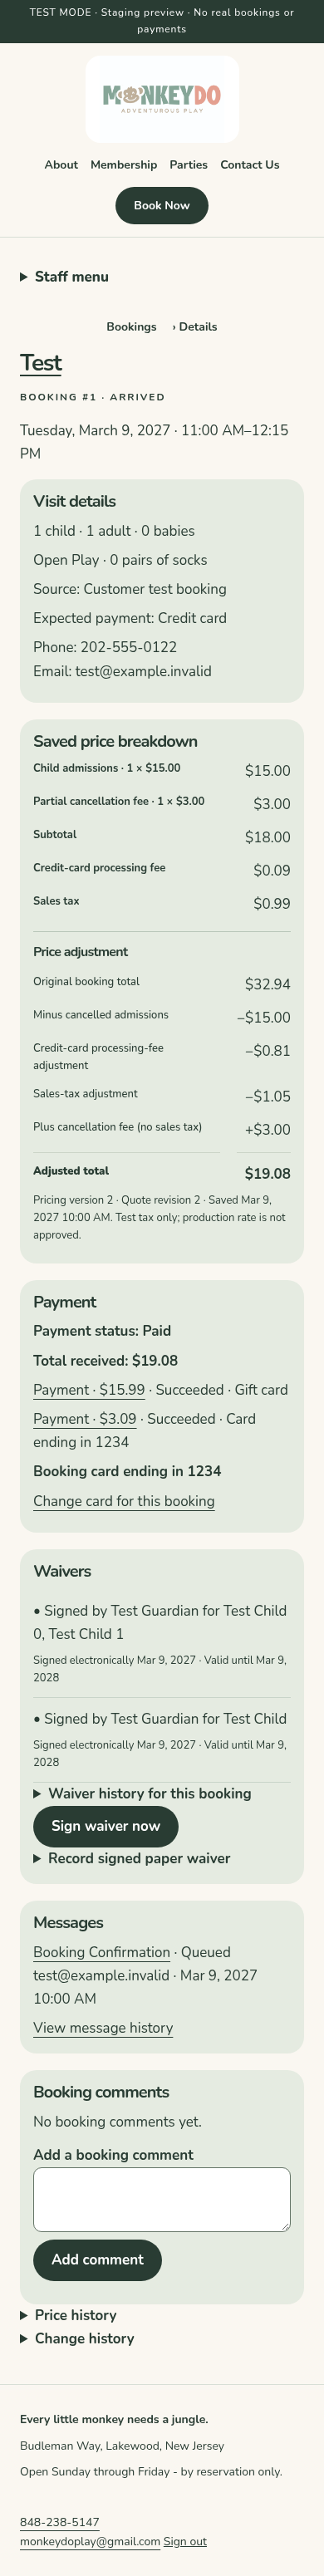 TEST MODE · Staging preview · No real bookings or
payments
MONKEYDO
ADVENTUROUS PLAY
About Membership Parties Contact Us
Book Now
▶ Staff menu
Bookings › Details
Test
BOOKING #1 · ARRIVED
Tuesday, March 9, 2027 · 11:00 AM–12:15
PM
Visit details
1 child · 1 adult · 0 babies
Open Play · 0 pairs of socks
Source: Customer test booking
Expected payment: Credit card
Phone: 202-555-0122
Email: test@example.invalid
Saved price breakdown
Child admissions · 1 × $15.00 $15.00
Partial cancellation fee · 1 × $3.00 $3.00
Subtotal $18.00
Credit-card processing fee $0.09
Sales tax $0.99
Price adjustment
Original booking total $32.94
Minus cancelled admissions −$15.00
Credit-card processing-fee
adjustment −$0.81
Sales-tax adjustment −$1.05
Plus cancellation fee (no sales tax) +$3.00
Adjusted total $19.08
Pricing version 2 · Quote revision 2 · Saved Mar 9,
2027 10:00 AM. Test tax only; production rate is not
approved.
Payment
Payment status: Paid
Total received: $19.08
Payment · $15.99 · Succeeded · Gift card
Payment · $3.09 · Succeeded · Card
ending in 1234
Booking card ending in 1234
Change card for this booking
Waivers
• Signed by Test Guardian for Test Child
0, Test Child 1
Signed electronically Mar 9, 2027 · Valid until Mar 9,
2028
• Signed by Test Guardian for Test Child
Signed electronically Mar 9, 2027 · Valid until Mar 9,
2028
▶ Waiver history for this booking
Sign waiver now
▶ Record signed paper waiver
Messages
Booking Confirmation · Queued
test@example.invalid · Mar 9, 2027
10:00 AM
View message history
Booking comments
No booking comments yet.
Add a booking comment
Add comment
▶ Price history
▶ Change history
Every little monkey needs a jungle.
Budleman Way, Lakewood, New Jersey
Open Sunday through Friday - by reservation only.
848-238-5147
monkeydoplay@gmail.com Sign out